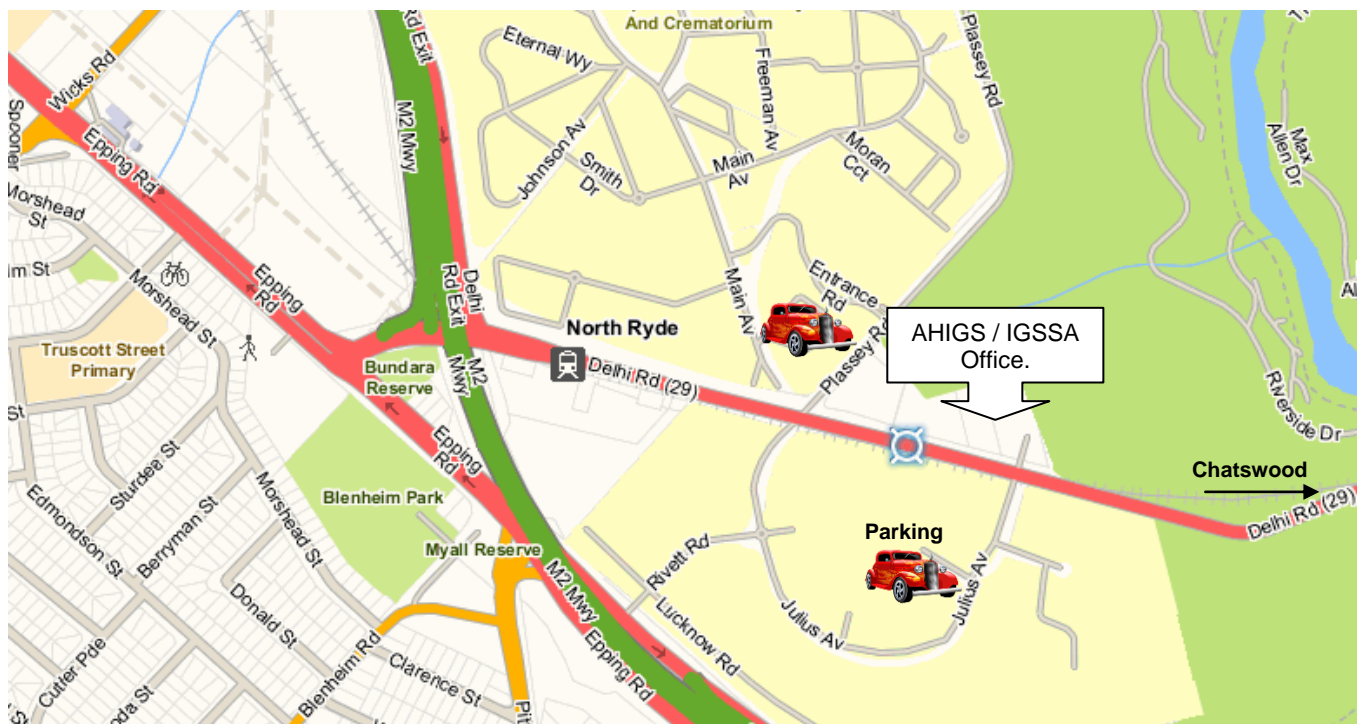 And Crematorium
Rd Exit
Plassey Rd
Eternal Wy
Freeman Av
Wicks Rd
Max
Allen Dr
Spooner
M2 Mwy
Epping Rd
Johnson Av
Smith
Dr
Main
Av
Moran
Cct
Morshead
St
Delhi
Rd Exit
Entrance
Rd
Epping
Rd
Main Av
Morshead St
North Ryde
AHIGS / IGSSA
Office.
Plassey Rd
Truscott Street
Primary
M2
Mwy
Bundara
Reserve
Delhi Rd (29)
Riverside Dr
St
Epping
Rd
Sturdee St
Chatswood
Blenheim Park
Delhi Rd (29)
Edmondson St
Berryman St
Morshead St
Parking
Myall Reserve
Rivett Rd
M2 Mwy
Julius Av
Donald St
Lucknow Rd
Julius Av
Epping Rd
Cutler Pde
Blenheim Rd
Clarence St